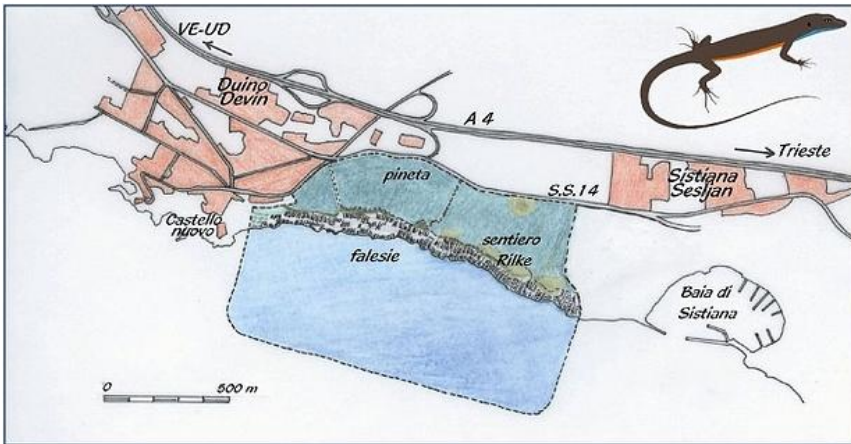 VE-UD
Duino
Devin
A 4
Trieste
Sistiana
Sesljan
S.S.14
pineta
Castello
nuovo
sentiero
Rilke
falesie
Baia di
Sistiana
0 500 m